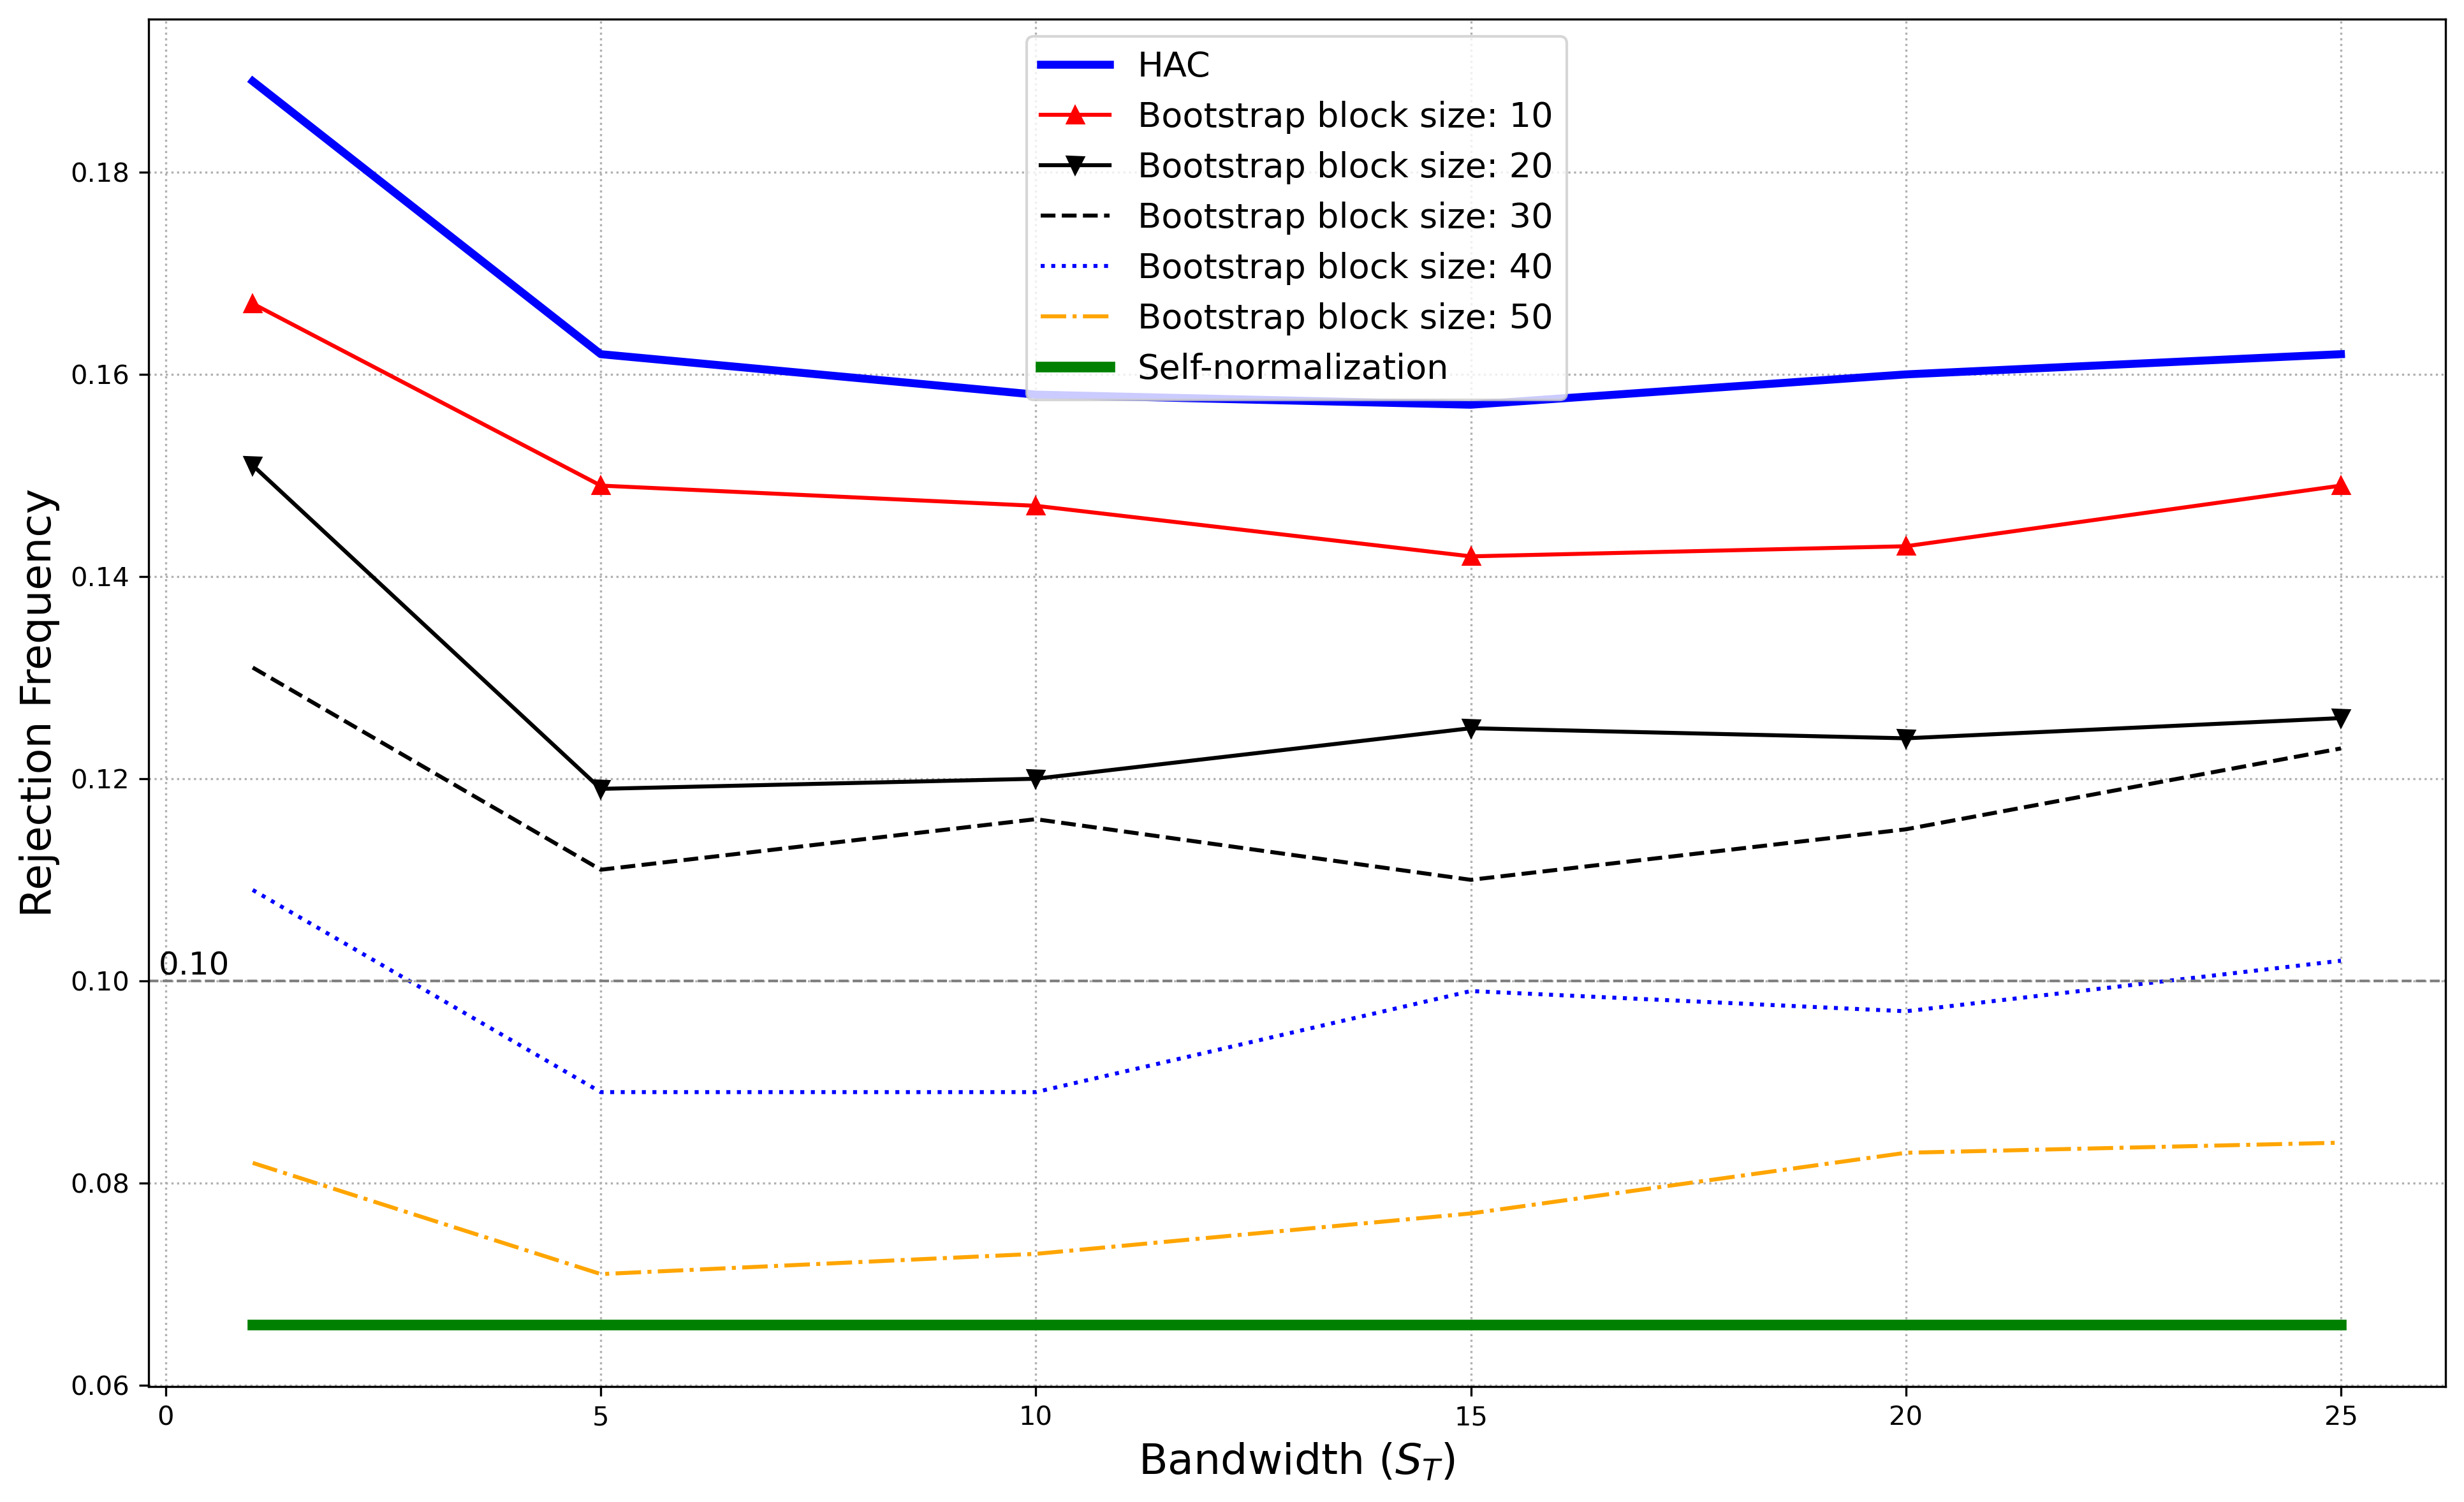 HAC
Bootstrap block size: 10
Bootstrap block size: 20
Bootstrap block size: 30
Bootstrap block size: 40
Bootstrap block size: 50
Self-normalization
Rejection Frequency
0.18
0.16
0.14
0.12
0.10
0.08
0.06
0.10
0 5 10 15 20 25
Bandwidth (S_T)